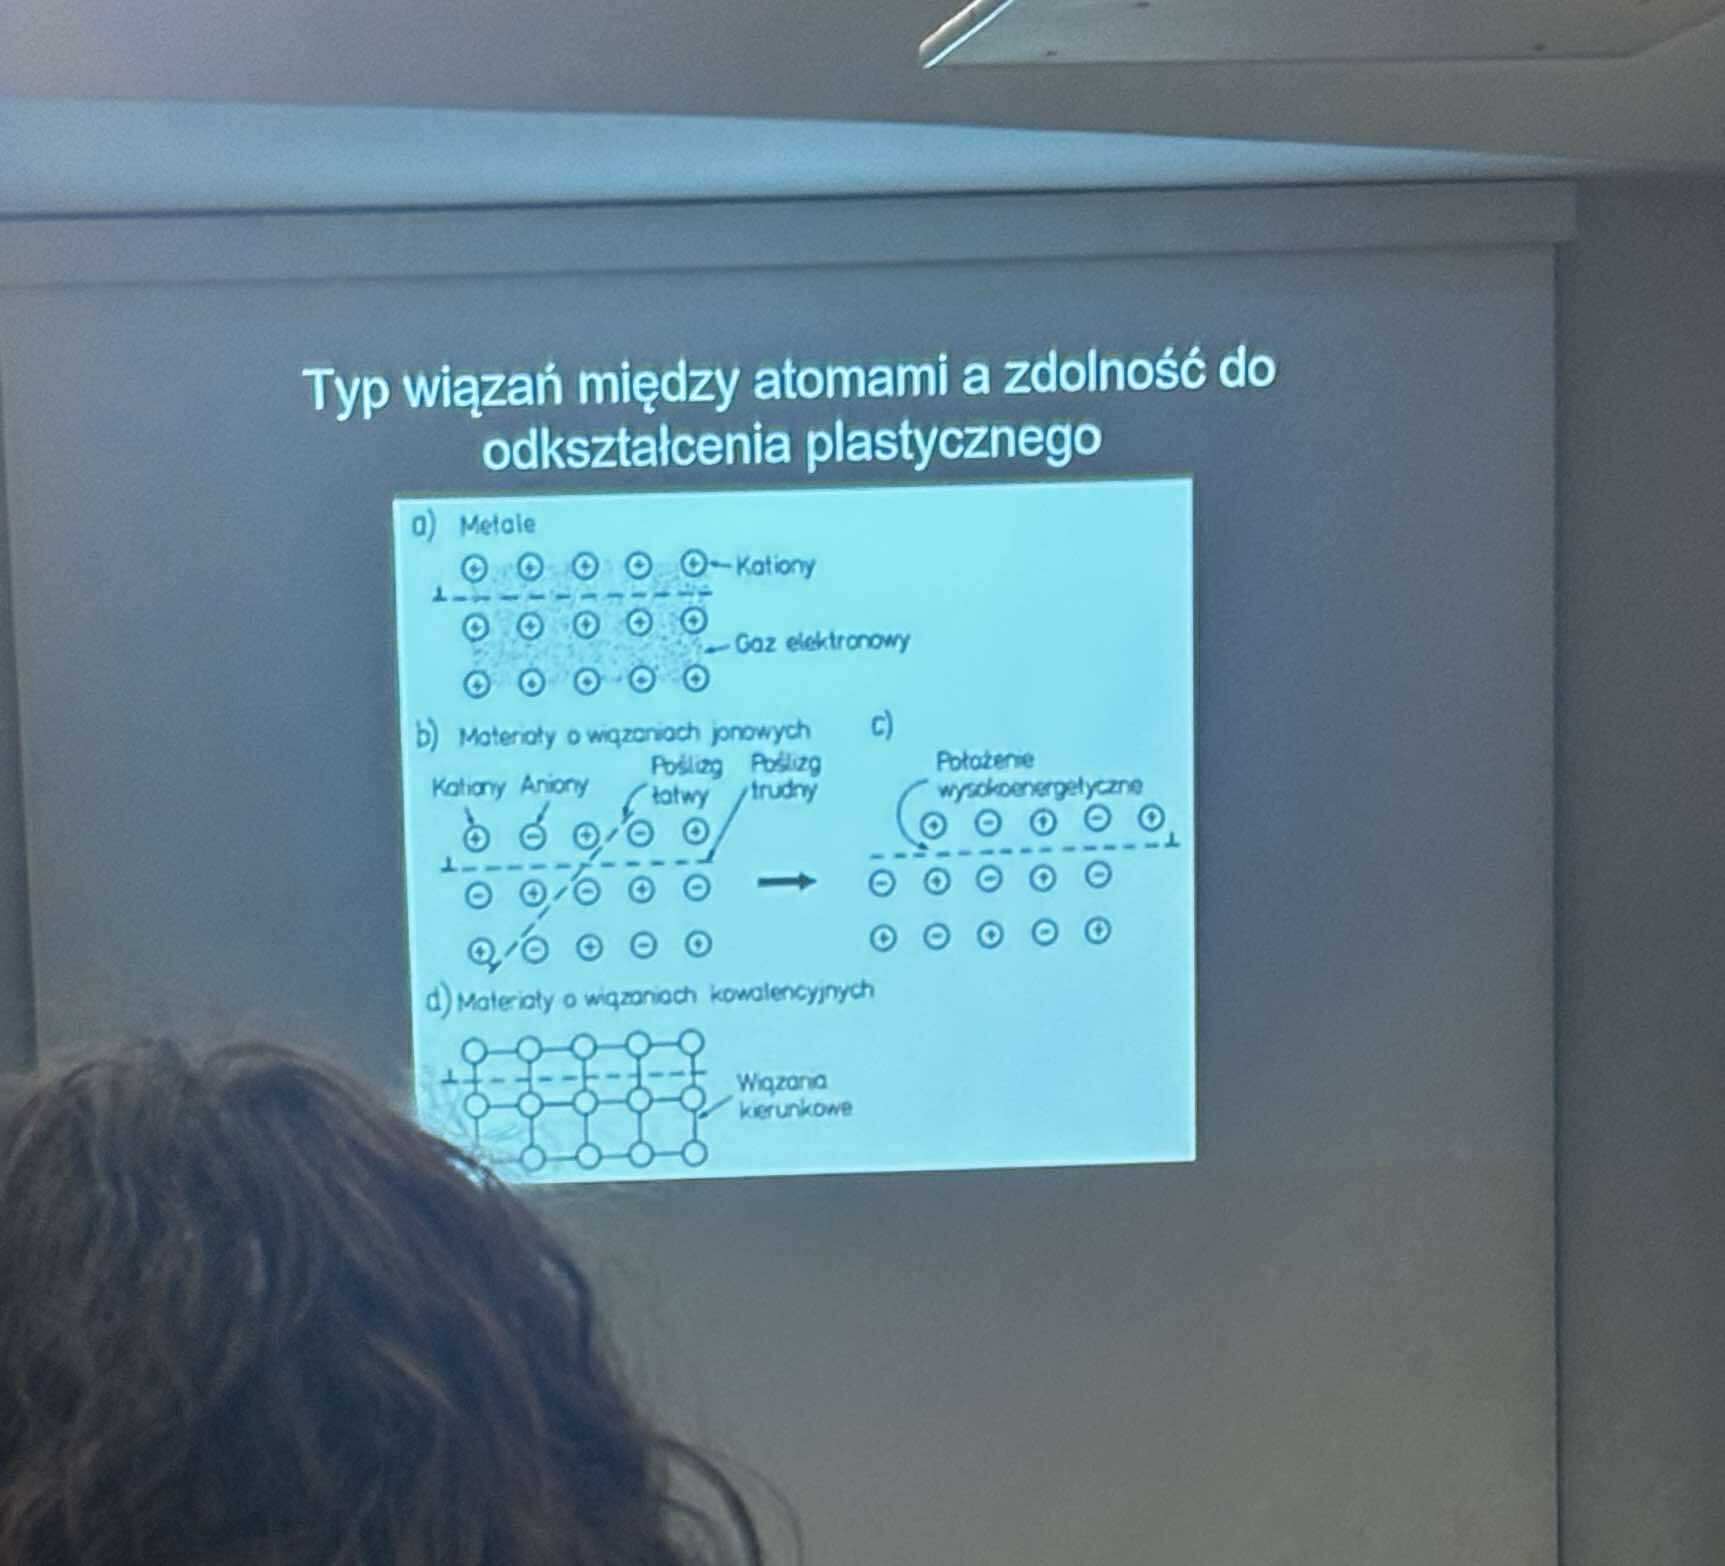 Typ wiązań między atomami a zdolność do
odkształcenia plastycznego
a) Metale
Kationy
Gaz elektronowy
b) Materiały o wiązaniach jonowych
c)
Kationy Aniony
Poślizg łatwy
Poślizg trudny
Położenie
wysokoenergetyczne
d) Materiały o wiązaniach kowalencyjnych
Wiązania
kierunkowe